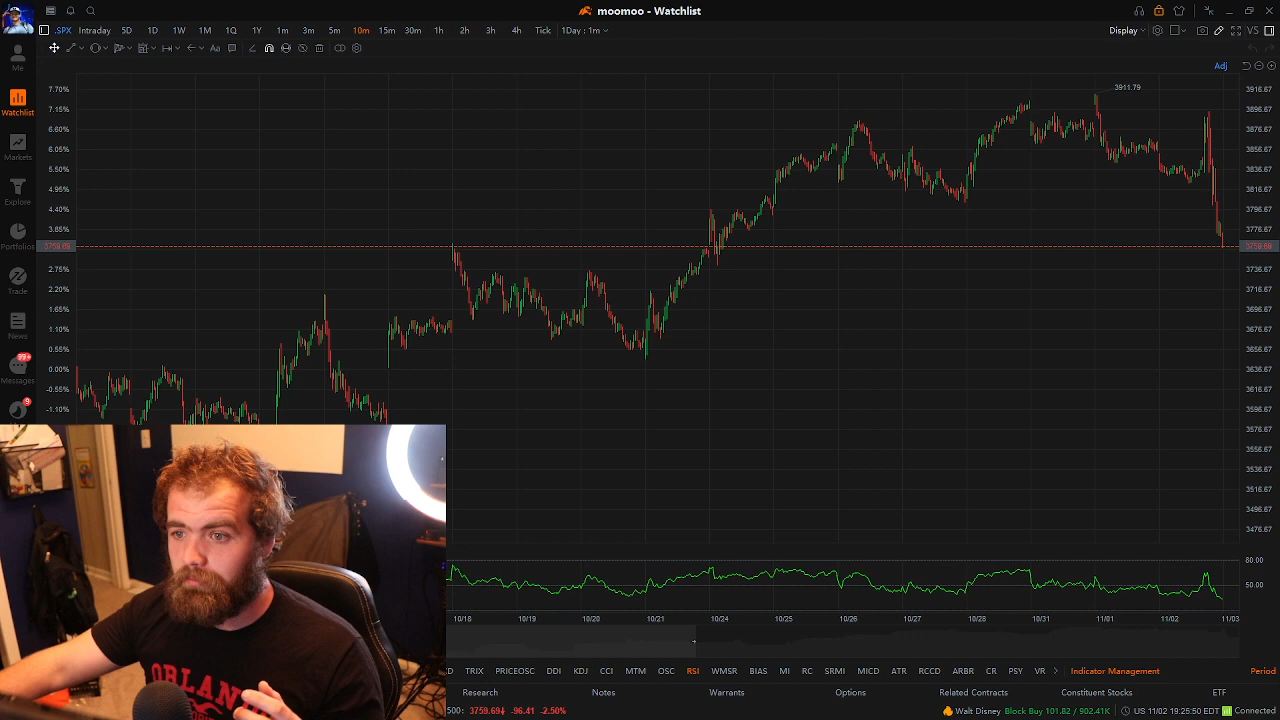 moomoo - Watchlist
.SPX Intraday 5D 1D 1W 1M 1Q 1Y 1m 3m 5m 10m 15m 30m 1h 2h 3h 4h Tick 1Day : 1m Display VS
Aa
Adj
Me
Watchlist
Markets
Explore
Portfolios
Trade
News
99+
Messages
9
7.70%
7.15%
6.60%
6.05%
5.50%
4.95%
4.40%
3.85%
3759.69
2.75%
2.20%
1.65%
1.10%
0.55%
0.00%
-0.55%
-1.10%
3911.79
3916.67
3896.67
3876.67
3856.67
3836.67
3816.67
3796.67
3776.67
3759.69
3736.67
3716.67
3696.67
3676.67
3656.67
3636.67
3616.67
3596.67
3576.67
3556.67
3536.67
3516.67
3496.67
3476.67
80.00
50.00
10/18 10/19 10/20 10/21 10/24 10/25 10/26 10/27 10/28 10/31 11/01 11/02 11/03
TRIX PRICEOSC DDI KDJ CCI MTM OSC RSI WMSR BIAS MI RC SRMI MICD ATR RCCD ARBR CR PSY VR Indicator Management Period
Research Notes Warrants Options Related Contracts Constituent Stocks ETF
500: 3759.69 -96.41 -2.50% Walt Disney Block Buy 101.82 / 902.41K US 11/02 19:25:50 EDT Connected